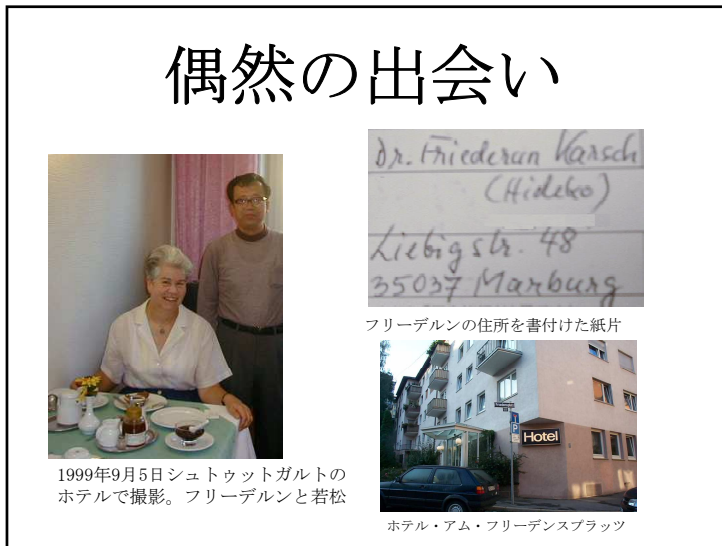 偶然の出会い
Dr. Friederun Karsch
(Hideko)
Liebigstr. 48
35037 Marburg
フリーデルンの住所を書付けた紙片
Hotel
P
1999年9月5日シュトゥットガルトの
ホテルで撮影。フリーデルンと若松
ホテル・アム・フリーデンスプラッツ